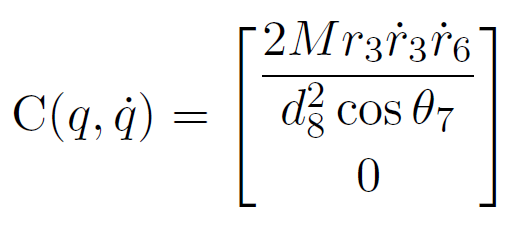 C(q, q̇) = [ 2Mr₃ṙ₃ṙ₆ / d₈² cos θ₇
0 ]